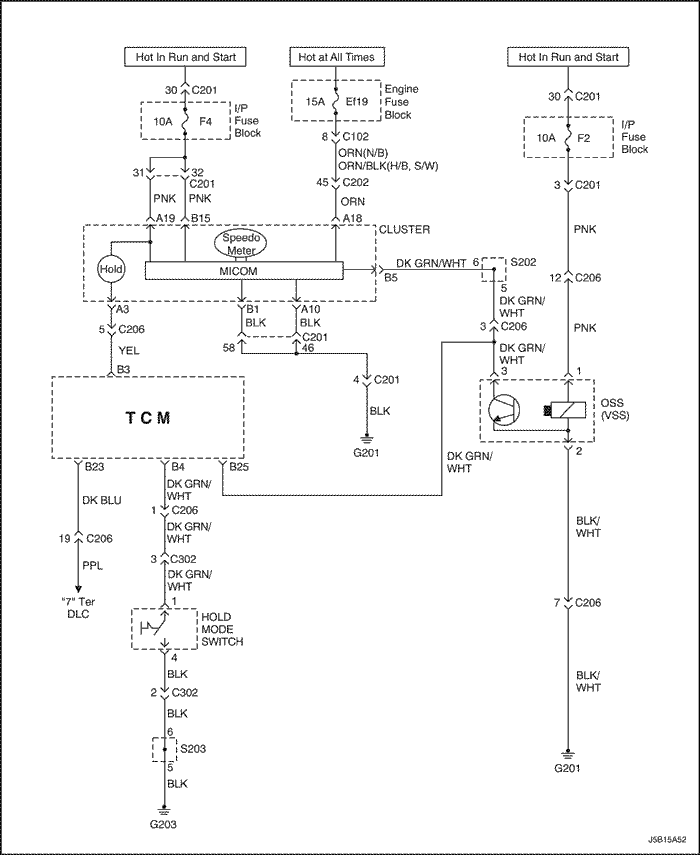 Hot In Run and Start
Hot at All Times
Hot In Run and Start
30 C201
10A F4
I/P
Fuse
Block
15A Ef19
Engine
Fuse
Block
30 C201
10A F2
I/P
Fuse
Block
8 C102
ORN(N/B)
ORN/BLK(H/B, S/W)
31
32
C201
45 C202
3 C201
PNK
PNK
ORN
A19
B15
A18
PNK
CLUSTER
Speedo
Meter
Hold
MICOM
DK GRN/WHT
6
S202
B5
5
12 C206
A3
B1
A10
DK GRN/
WHT
5 C206
BLK
BLK
3 C206
PNK
C201
58
46
YEL
DK GRN/
WHT
B3
4 C201
3
1
BLK
OSS
(VSS)
TCM
G201
2
DK GRN/
WHT
B23
B4
B25
DK GRN/
WHT
DK BLU
1 C206
BLK/
WHT
DK GRN/
WHT
19 C206
3 C302
PPL
DK GRN/
WHT
"7" Ter
DLC
1
7 C206
HOLD
MODE
SWITCH
4
BLK
BLK/
WHT
2 C302
BLK
6
S203
5
BLK
G201
G203
J5B15A52